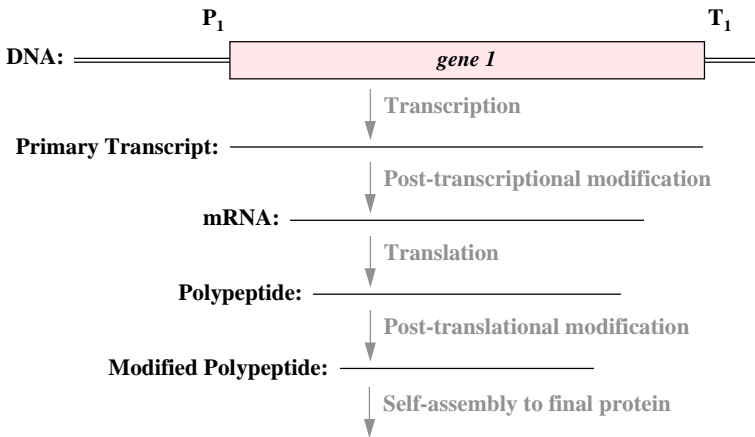 P1 T1
DNA: gene 1
Transcription
Primary Transcript:
Post-transcriptional modification
mRNA:
Translation
Polypeptide:
Post-translational modification
Modified Polypeptide:
Self-assembly to final protein